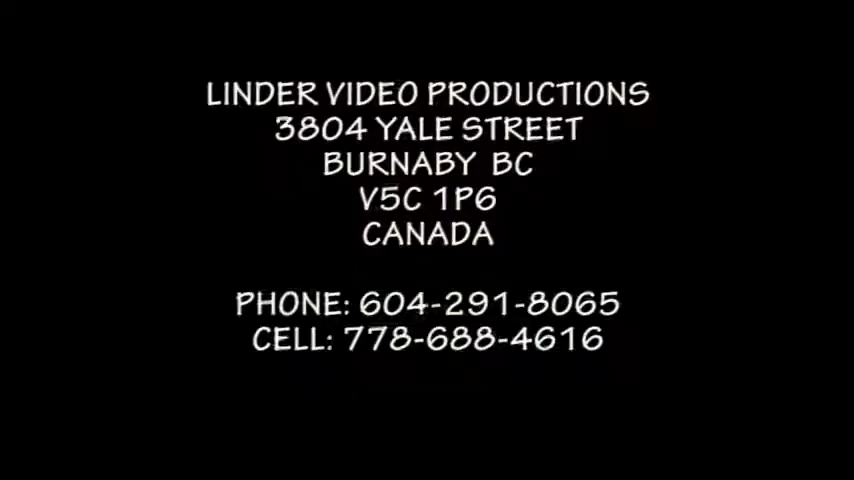 LINDER VIDEO PRODUCTIONS
3804 YALE STREET
BURNABY BC
V5C 1P6
CANADA
PHONE: 604-291-8065
CELL: 778-688-4616